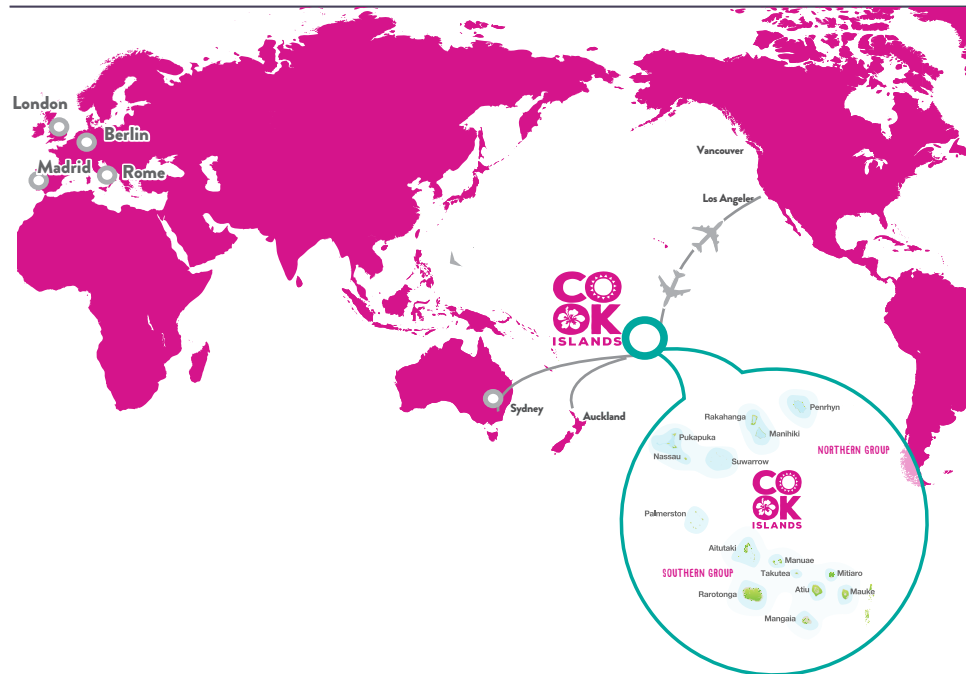 London
Berlin
Madrid
Rome
Vancouver
Los Angeles
COOK
ISLANDS
Sydney
Auckland
Penrhyn
Rakahanga
Manihiki
Pukapuka
Nassau
Suwarrow
NORTHERN GROUP
COOK
ISLANDS
Palmerston
Aitutaki
Manuae
SOUTHERN GROUP
Takutea
Mitiaro
Rarotonga
Atiu
Mauke
Mangaia